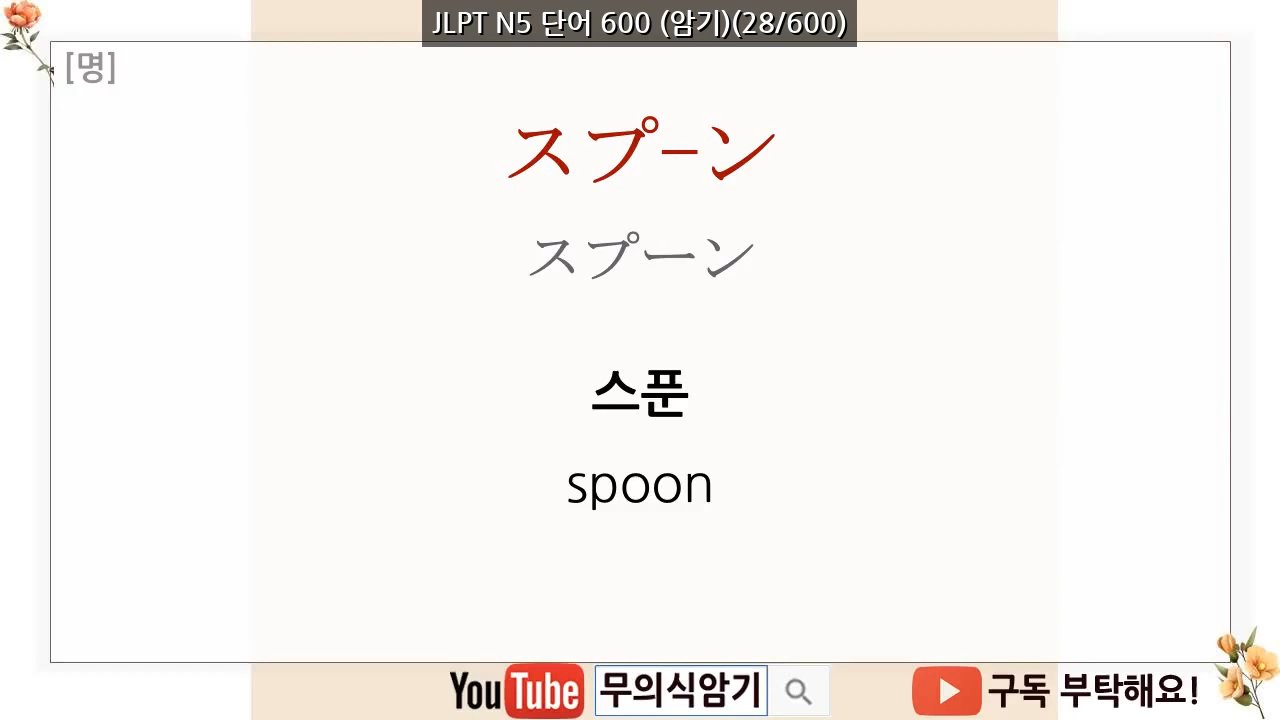 JLPT N5 단어 600 (암기)(28/600)
[명]
スプ－ン
スプーン
스푼
spoon
YouTube 무의식암기 구독 부탁해요!